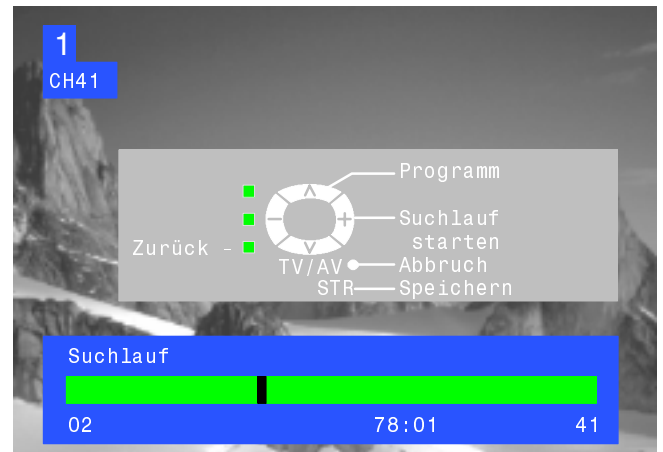 1
CH41
Programm
Suchlauf
starten
Zurück –
TV/AV Abbruch
STR Speichern
Suchlauf
02 78:01 41